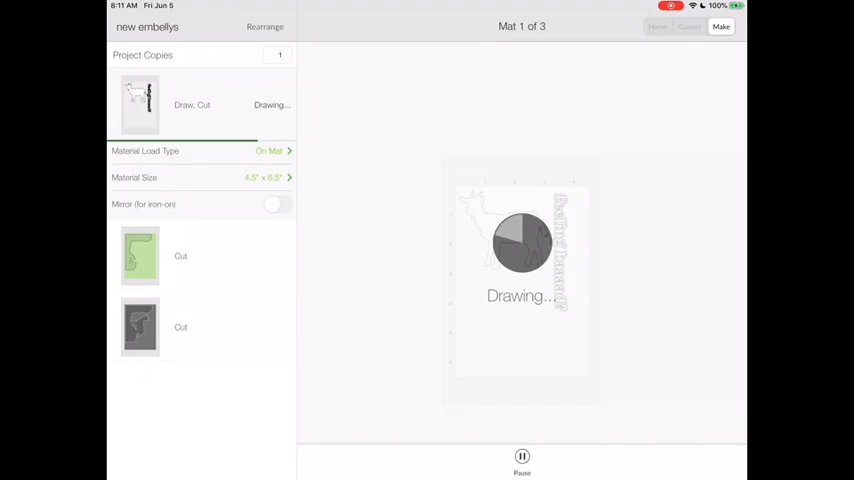 8:11 AM Fri Jun 5
100%
new embellys
Rearrange
Mat 1 of 3
Home
Canvas
Make
Project Copies
1
Draw, Cut
Drawing...
Material Load Type
On Mat
Material Size
4.5" x 6.5"
Mirror (for iron-on)
Cut
Cut
Drawing...
Pause